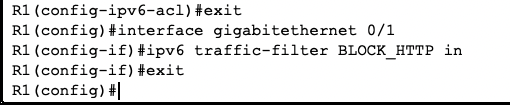 R1(config-ipv6-acl)#exit
R1(config)#interface gigabitethernet 0/1
R1(config-if)#ipv6 traffic-filter BLOCK_HTTP in
R1(config-if)#exit
R1(config)#